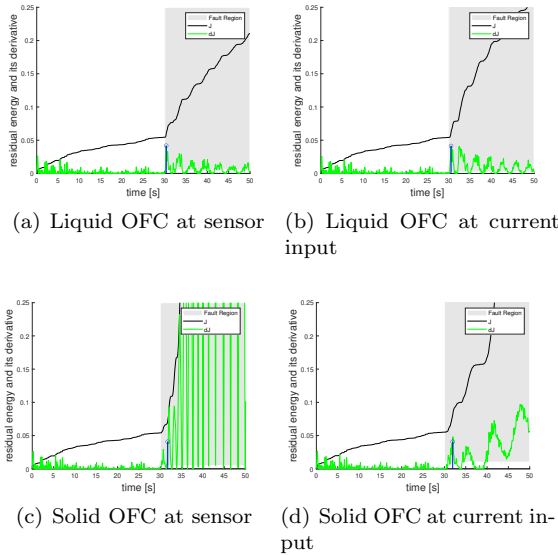 0.25
0.2
0.15
0.1
0.05
0
residual energy and its derivative
0 5 10 15 20 25 30 35 40 45 50
time [s]
Fault Region
J
dJ
0.25
0.2
0.15
0.1
0.05
0
residual energy and its derivative
0 5 10 15 20 25 30 35 40 45 50
time [s]
Fault Region
J
dJ
(a) Liquid OFC at sensor
(b) Liquid OFC at current
input
0.25
0.2
0.15
0.1
0.05
0
residual energy and its derivative
0 5 10 15 20 25 30 35 40 45 50
time [s]
Fault Region
J
dJ
0.25
0.2
0.15
0.1
0.05
0
residual energy and its derivative
0 5 10 15 20 25 30 35 40 45 50
time [s]
Fault Region
J
dJ
(c) Solid OFC at sensor
(d) Solid OFC at current in-
put